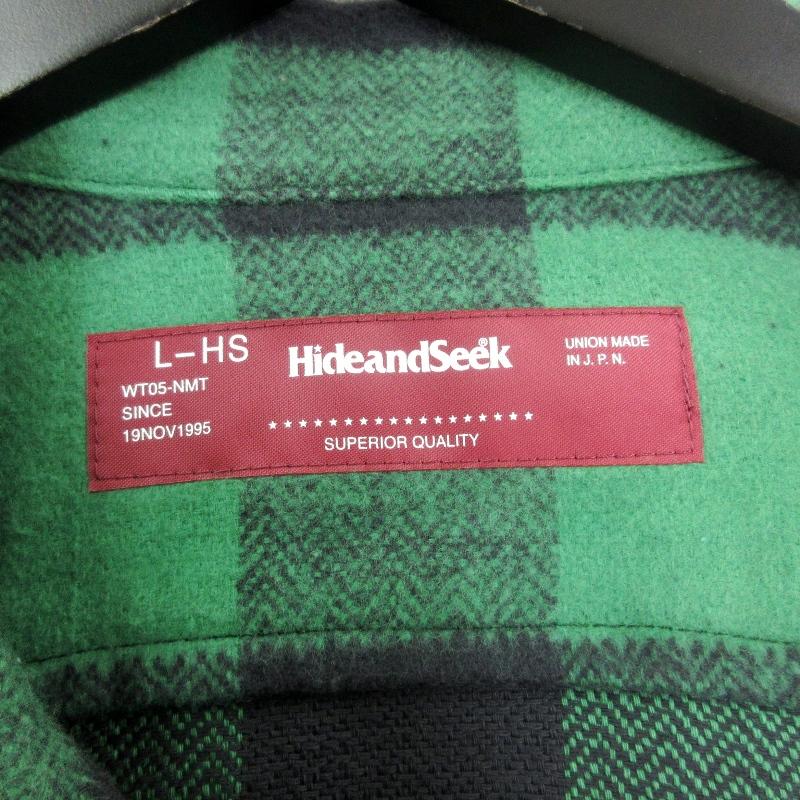 L-HS
WT05-NMT
SINCE
19NOV1995
HideandSeek®
★★★★★★★★★★★★★★★★★★
SUPERIOR QUALITY
UNION MADE
IN J. P. N.